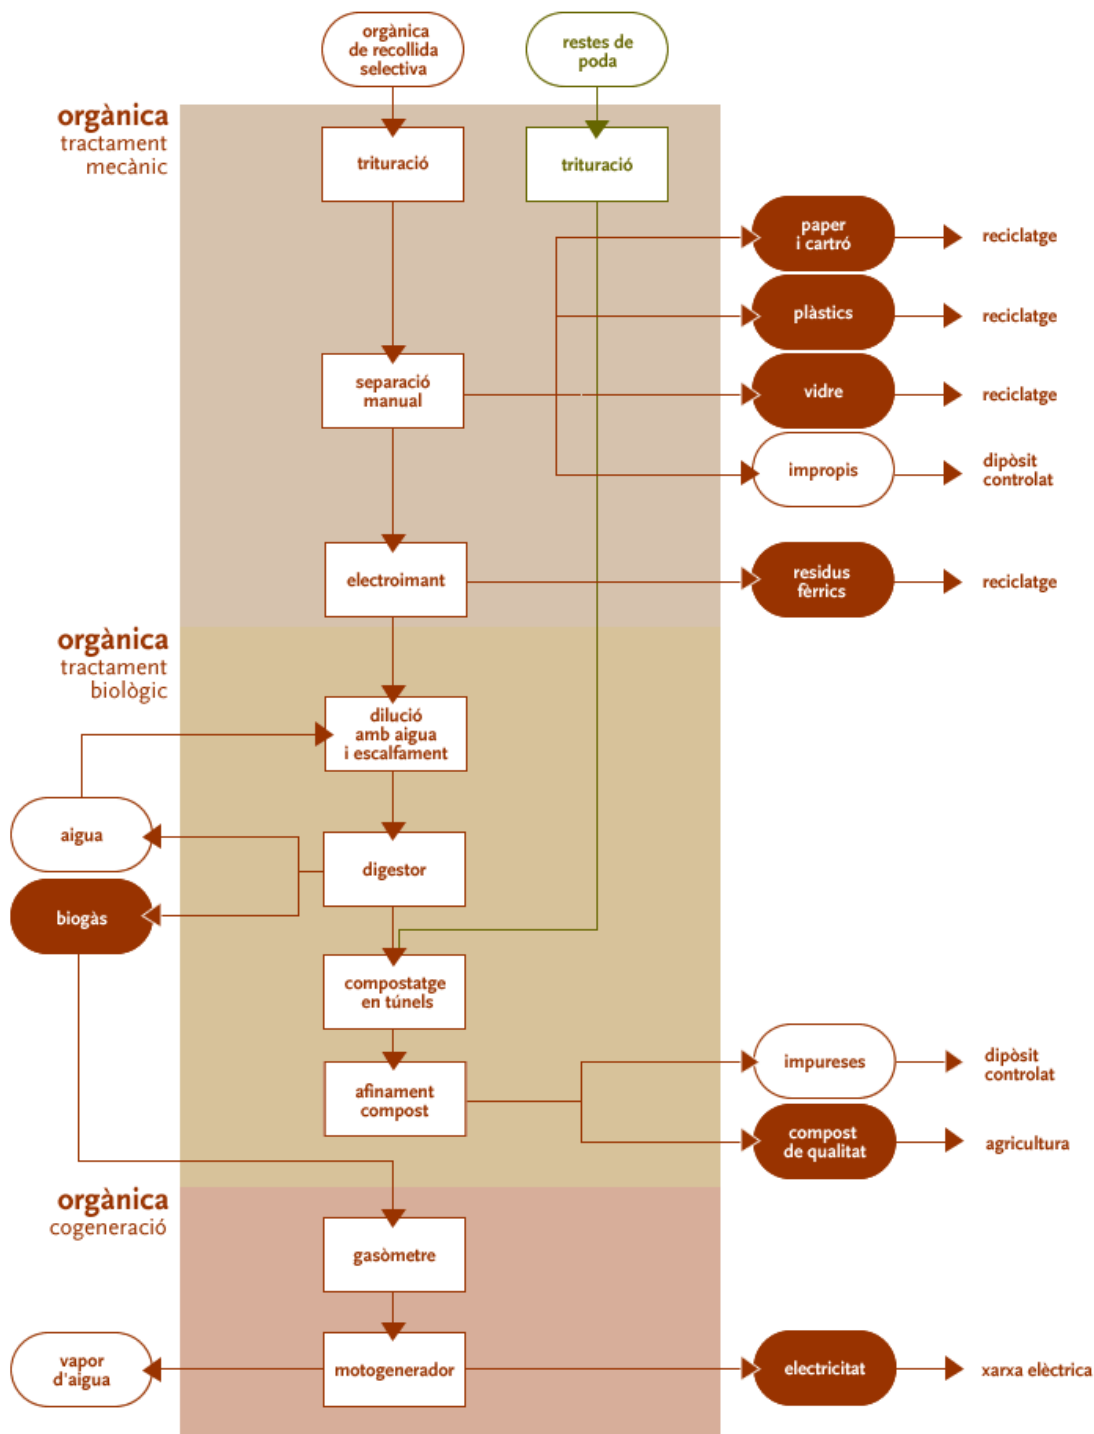 orgànica
de recollida
selectiva
restes de
poda
orgànica
tractament
mecànic
trituració
trituració
paper
i cartró
reciclatge
plàstics
reciclatge
separació
manual
vidre
reciclatge
impropis
dipòsit
controlat
electroimant
residus
fèrrics
reciclatge
orgànica
tractament
biològic
dilució
amb aigua
i escalfament
aigua
digestor
biogàs
compostatge
en túnels
afinament
compost
impureses
dipòsit
controlat
compost
de qualitat
agricultura
orgànica
cogeneració
gasòmetre
vapor
d'aigua
motogenerador
electricitat
xarxa elèctrica